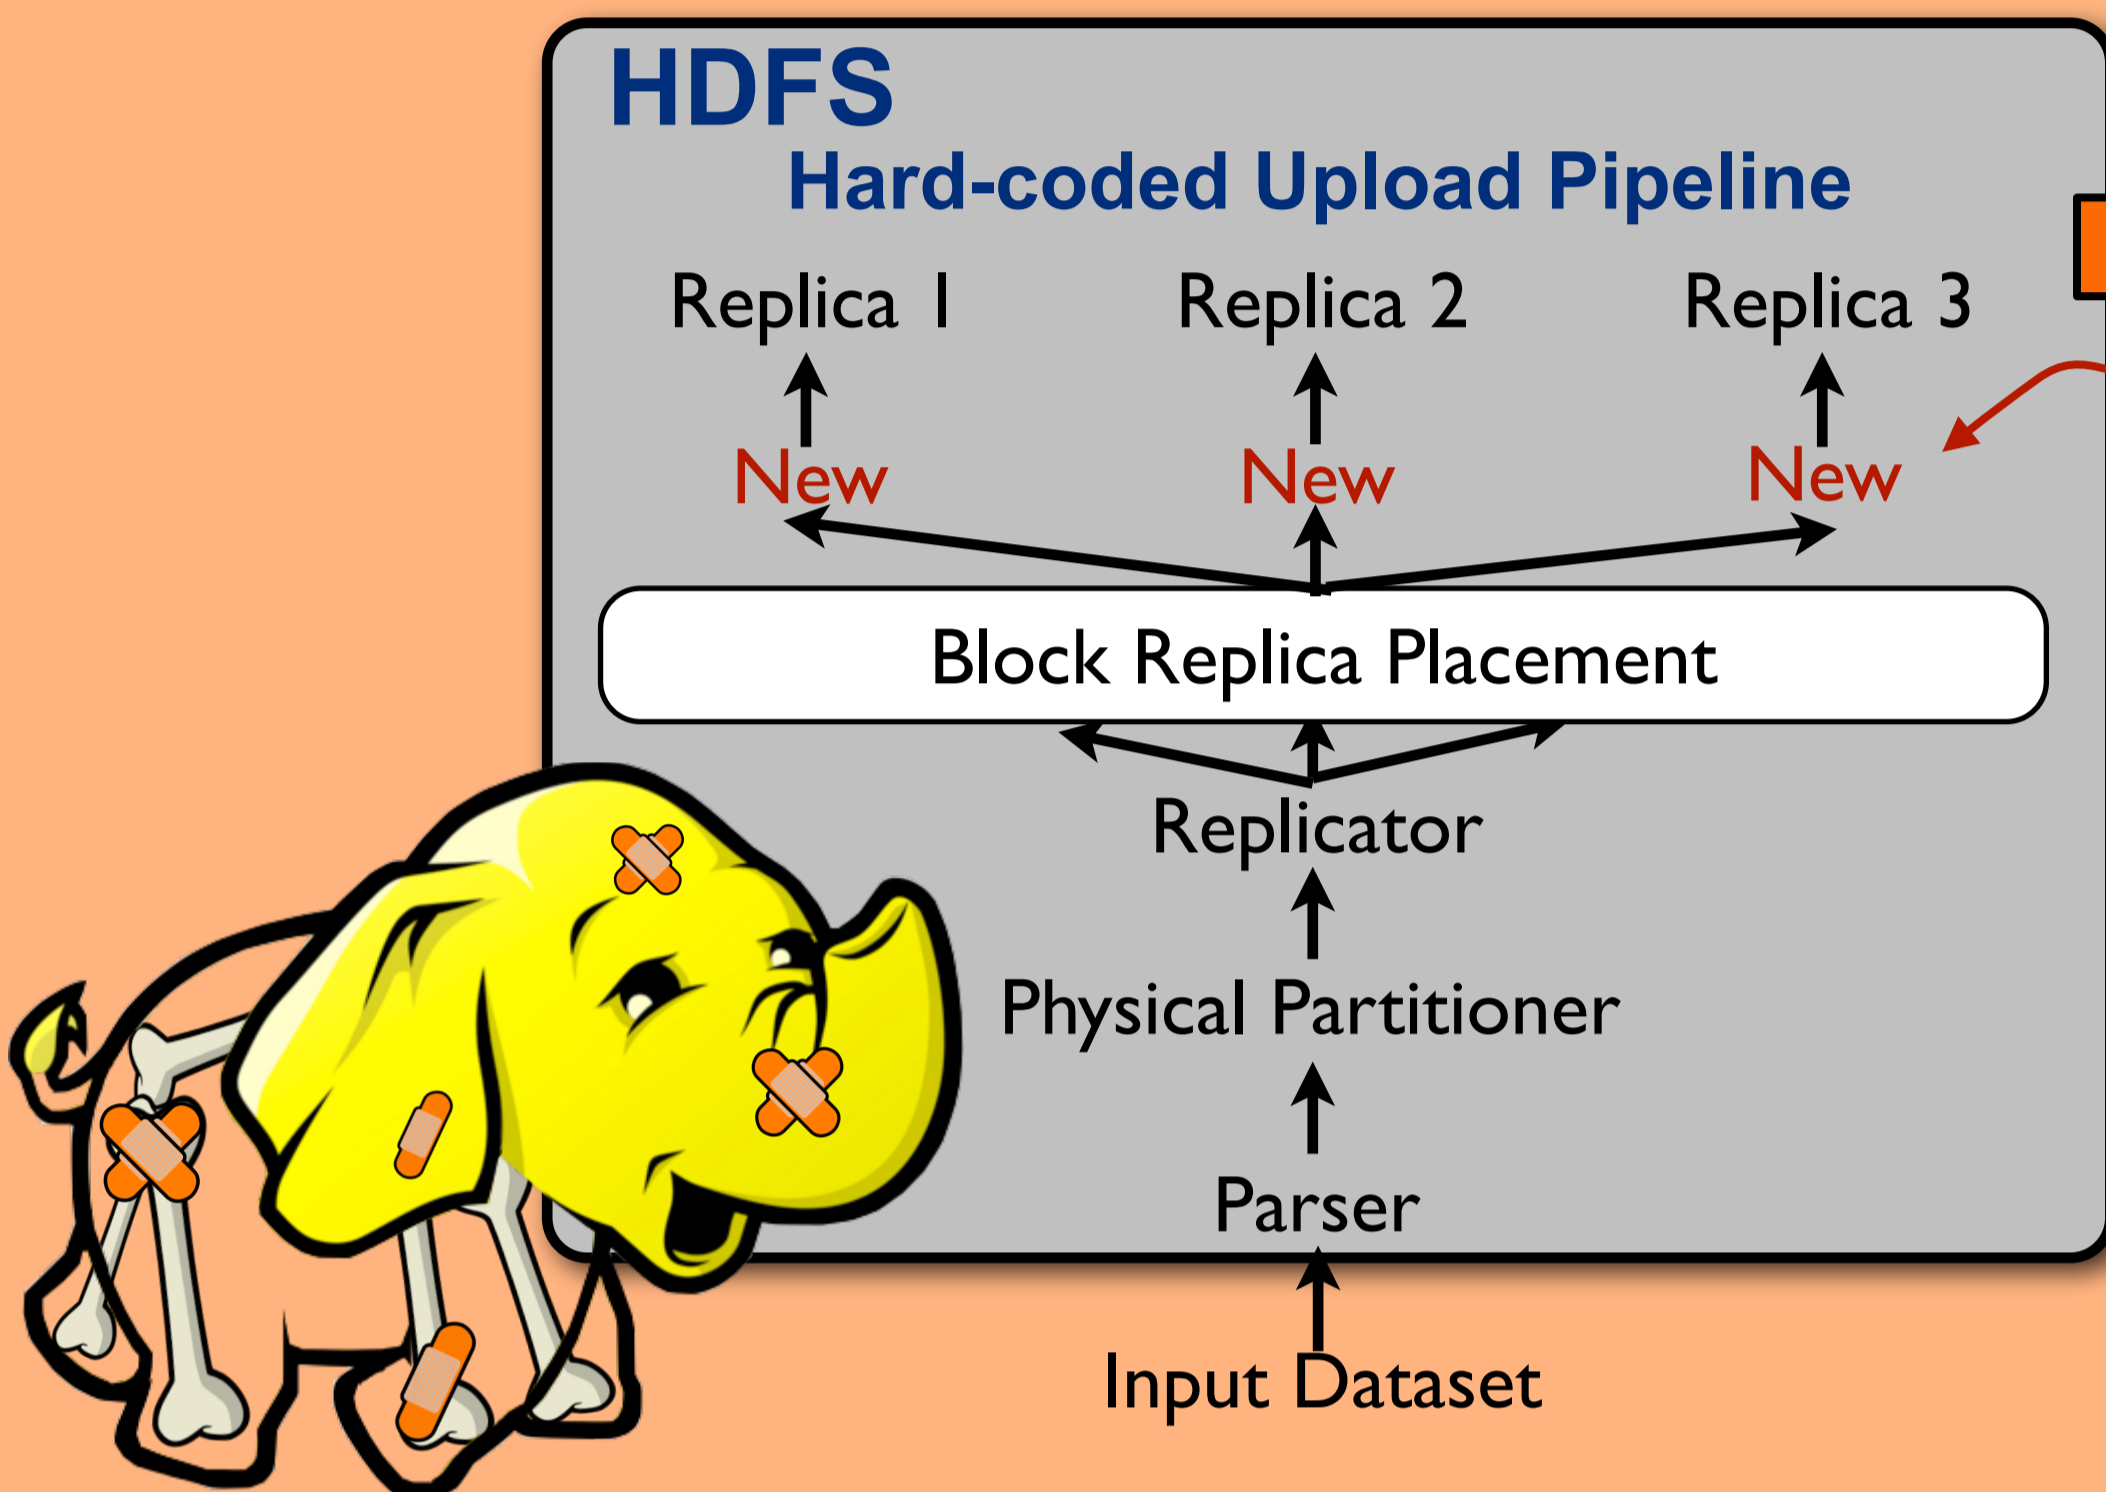 HDFS
Hard-coded Upload Pipeline
Replica 1 Replica 2 Replica 3
New New New
Block Replica Placement
Replicator
Physical Partitioner
Parser
Input Dataset